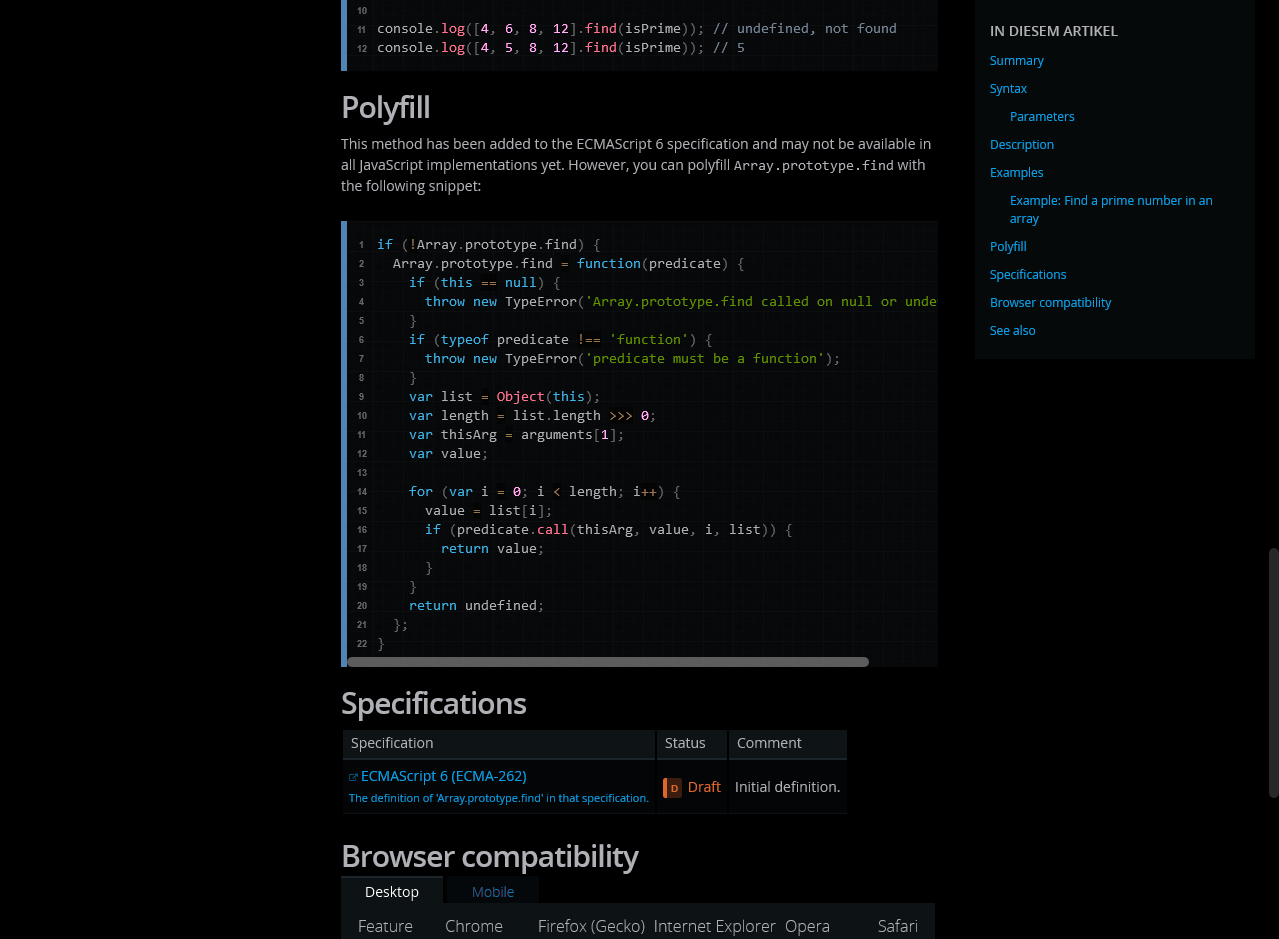 10
11 console.log([4, 6, 8, 12].find(isPrime)); // undefined, not found
12 console.log([4, 5, 8, 12].find(isPrime)); // 5
Polyfill
This method has been added to the ECMAScript 6 specification and may not be available in
all JavaScript implementations yet. However, you can polyfill Array.prototype.find with
the following snippet:
1 if (!Array.prototype.find) {
2   Array.prototype.find = function(predicate) {
3     if (this == null) {
4       throw new TypeError('Array.prototype.find called on null or unde
5     }
6     if (typeof predicate !== 'function') {
7       throw new TypeError('predicate must be a function');
8     }
9     var list = Object(this);
10     var length = list.length >>> 0;
11     var thisArg = arguments[1];
12     var value;
13
14     for (var i = 0; i < length; i++) {
15       value = list[i];
16       if (predicate.call(thisArg, value, i, list)) {
17         return value;
18       }
19     }
20     return undefined;
21   };
22 }
Specifications
Specification Status Comment
ECMAScript 6 (ECMA-262)
The definition of 'Array.prototype.find' in that specification.
D Draft Initial definition.
Browser compatibility
Desktop Mobile
Feature Chrome Firefox (Gecko) Internet Explorer Opera Safari
IN DIESEM ARTIKEL
Summary
Syntax
Parameters
Description
Examples
Example: Find a prime number in an
array
Polyfill
Specifications
Browser compatibility
See also